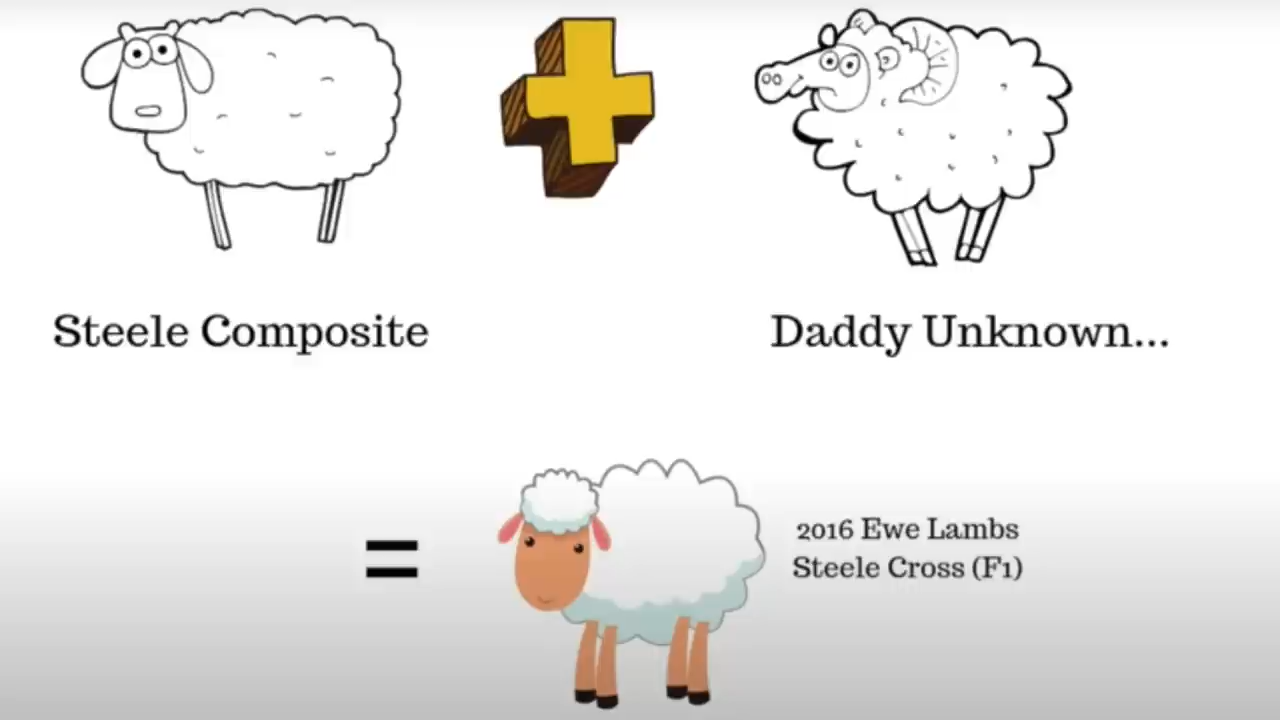 Steele Composite
Daddy Unknown...
=
2016 Ewe Lambs
Steele Cross (F1)